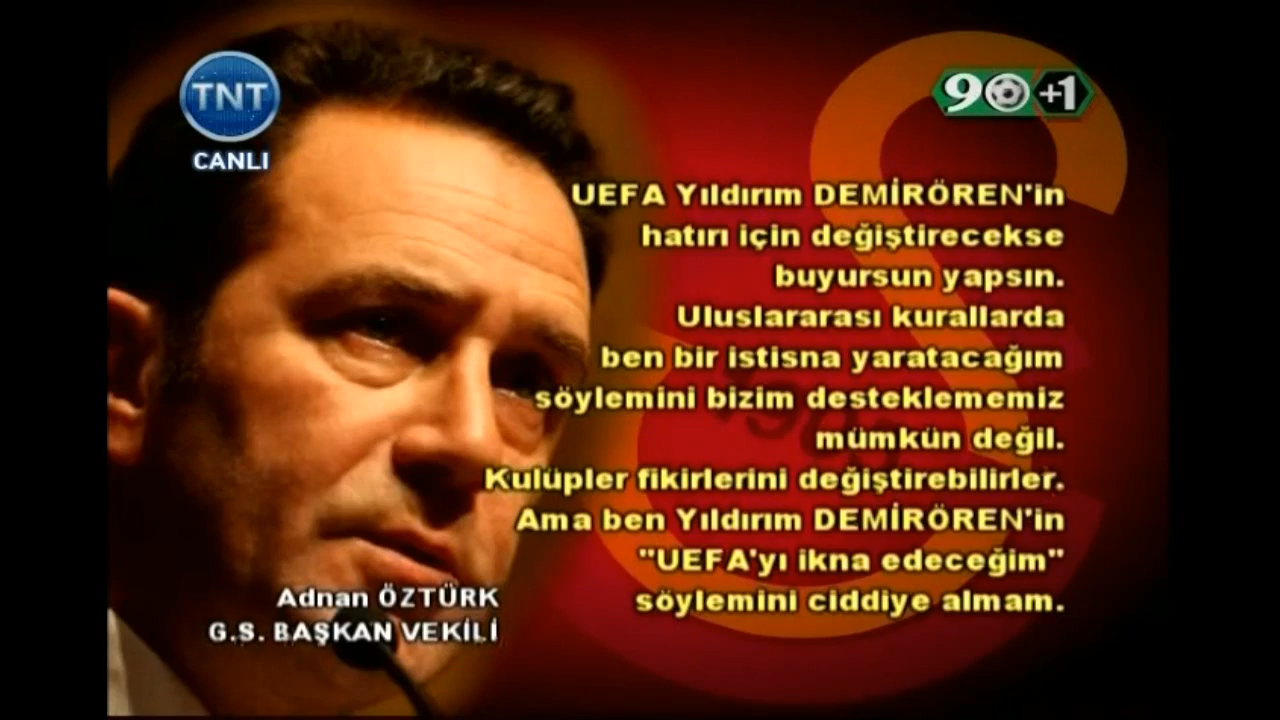 TNT
CANLI
90+1
UEFA Yıldırım DEMİRÖREN'in
hatırı için değiştirecekse
buyursun yapsın.
Uluslararası kurallarda
ben bir istisna yaratacağım
söylemini bizim desteklememiz
mümkün değil.
Kulüpler fikirlerini değiştirebilirler.
Ama ben Yıldırım DEMİRÖREN'in
"UEFA'yı ikna edeceğim"
söylemini ciddiye almam.
Adnan ÖZTÜRK
G.S. BAŞKAN VEKİLİ